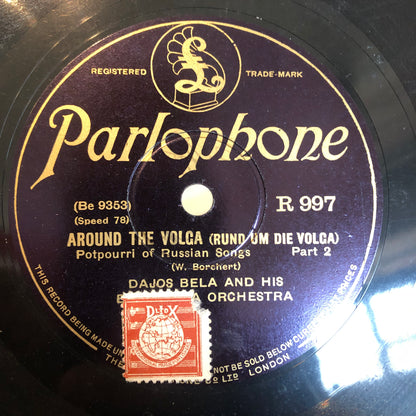 REGISTERED TRADE-MARK
Parlophone
(Be 9353)
(Speed 78)
R 997
AROUND THE VOLGA (RUND UM DIE VOLGA)
Potpourri of Russian Songs Part 2
(W. Borchert)
DAJOS BELA AND HIS
ORCHESTRA
THIS RECORD BEING MADE UN
NOT BE SOLD BELOW
LTD LONDON